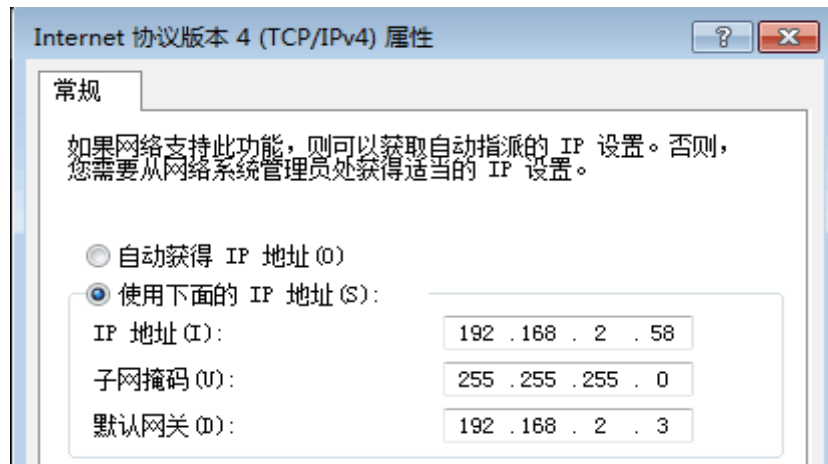 Internet 协议版本 4 (TCP/IPv4) 属性
?
常规
如果网络支持此功能，则可以获取自动指派的 IP 设置。否则，
您需要从网络系统管理员处获得适当的 IP 设置。
自动获得 IP 地址(O)
使用下面的 IP 地址(S):
IP 地址(I): 192 . 168 . 2 . 58
子网掩码(U): 255 . 255 . 255 . 0
默认网关(D): 192 . 168 . 2 . 3